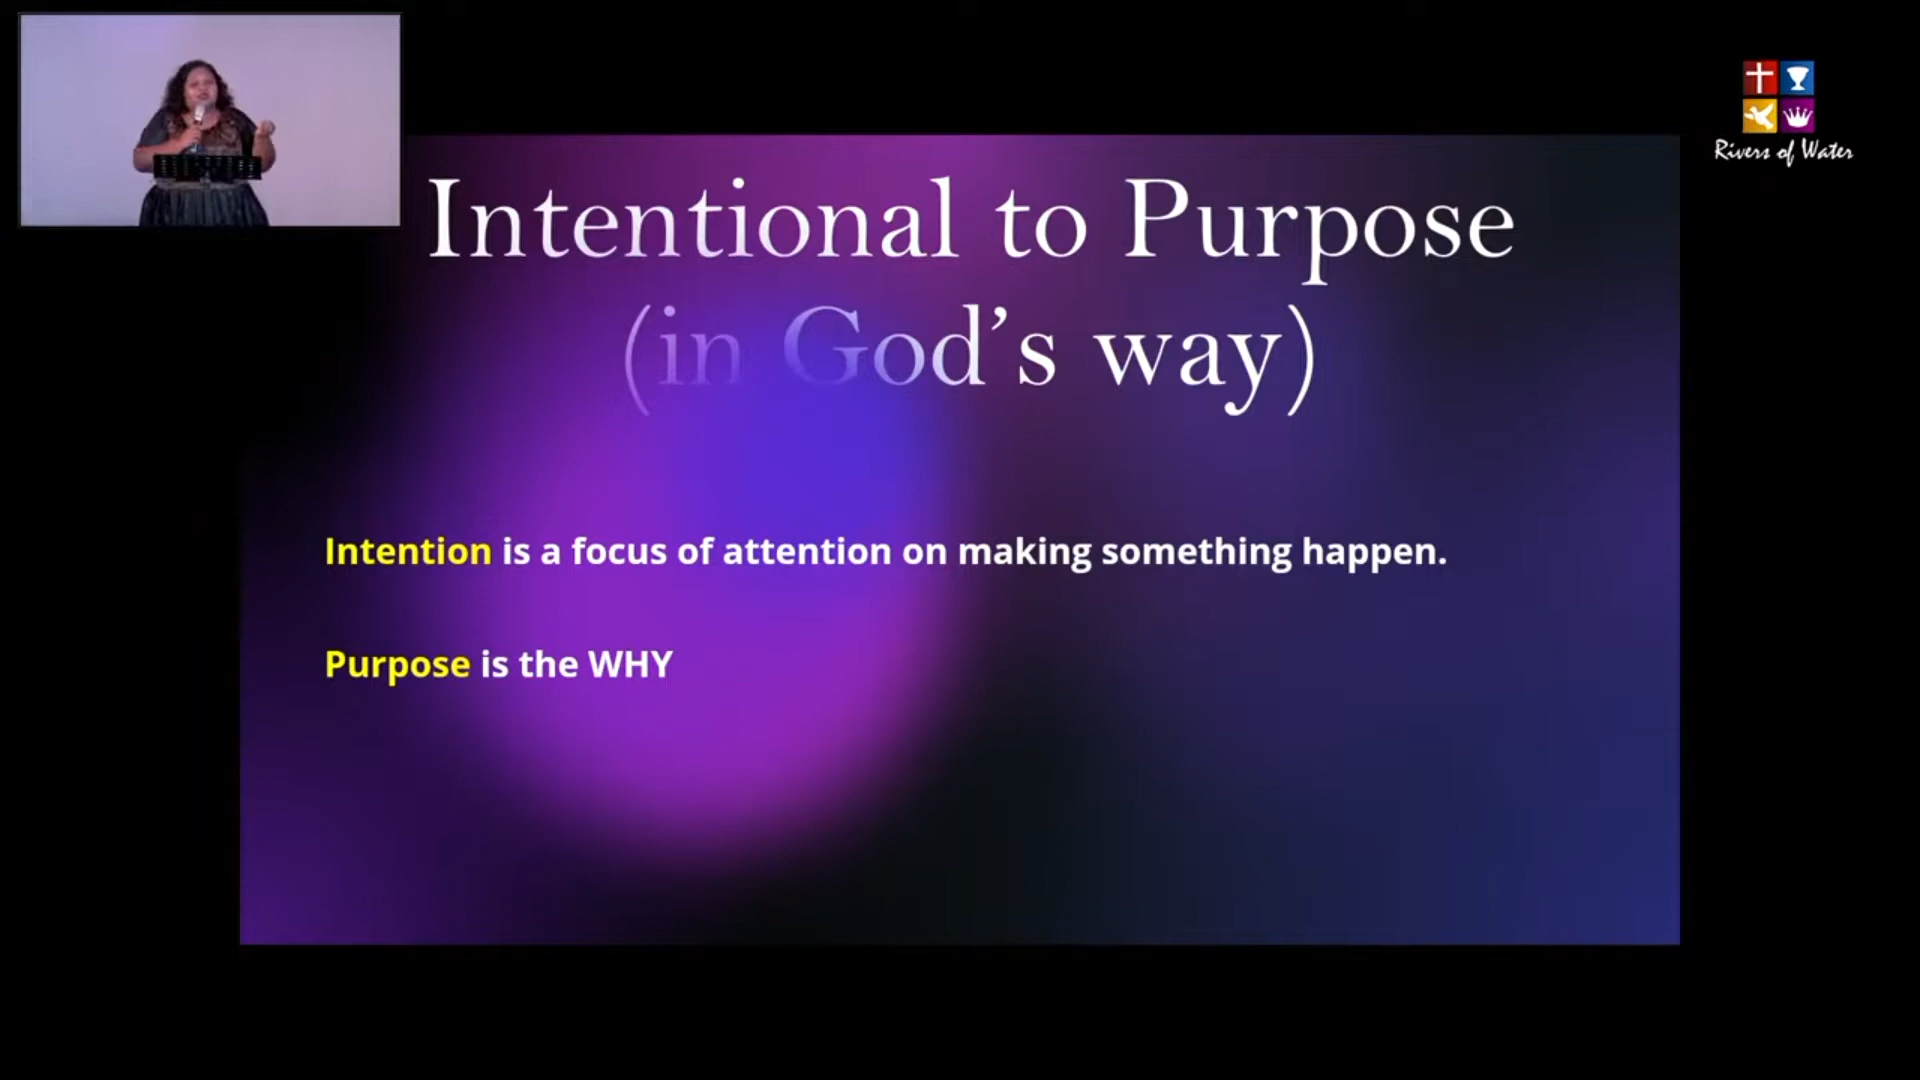 Rivers of Water
Intentional to Purpose
(in God’s way)
Intention is a focus of attention on making something happen.
Purpose is the WHY